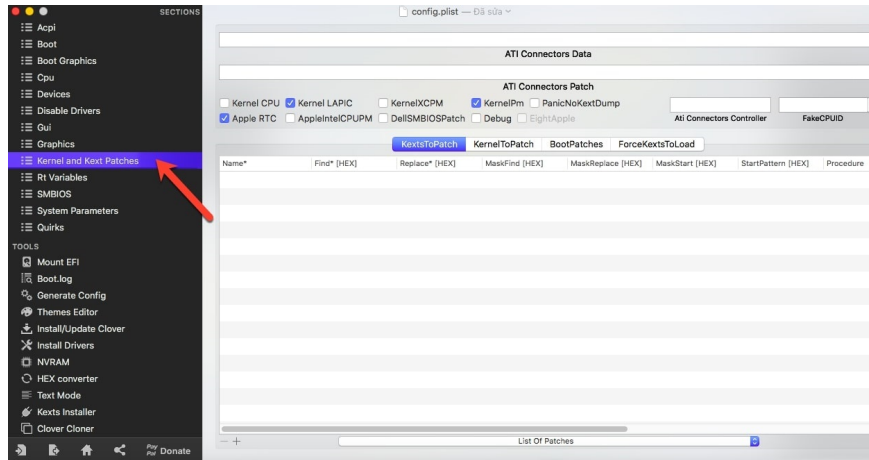 SECTIONS
config.plist — Đã sửa
Acpi
Boot
Boot Graphics
Cpu
Devices
Disable Drivers
Gui
Graphics
Kernel and Kext Patches
Rt Variables
SMBIOS
System Parameters
Quirks
TOOLS
Mount EFI
Boot.log
Generate Config
Themes Editor
Install/Update Clover
Install Drivers
NVRAM
HEX converter
Text Mode
Kexts Installer
Clover Cloner
Pay Pal Donate
ATI Connectors Data
ATI Connectors Patch
Kernel CPU Kernel LAPIC KernelXCPM KernelPm PanicNoKextDump
Apple RTC AppleIntelCPUPM DellSMBIOSPatch Debug EightApple Ati Connectors Controller FakeCPUID
KextsToPatch KernelToPatch BootPatches ForceKextsToLoad
Name* Find* [HEX] Replace* [HEX] MaskFind [HEX] MaskReplace [HEX] MaskStart [HEX] StartPattern [HEX] Procedure
List Of Patches